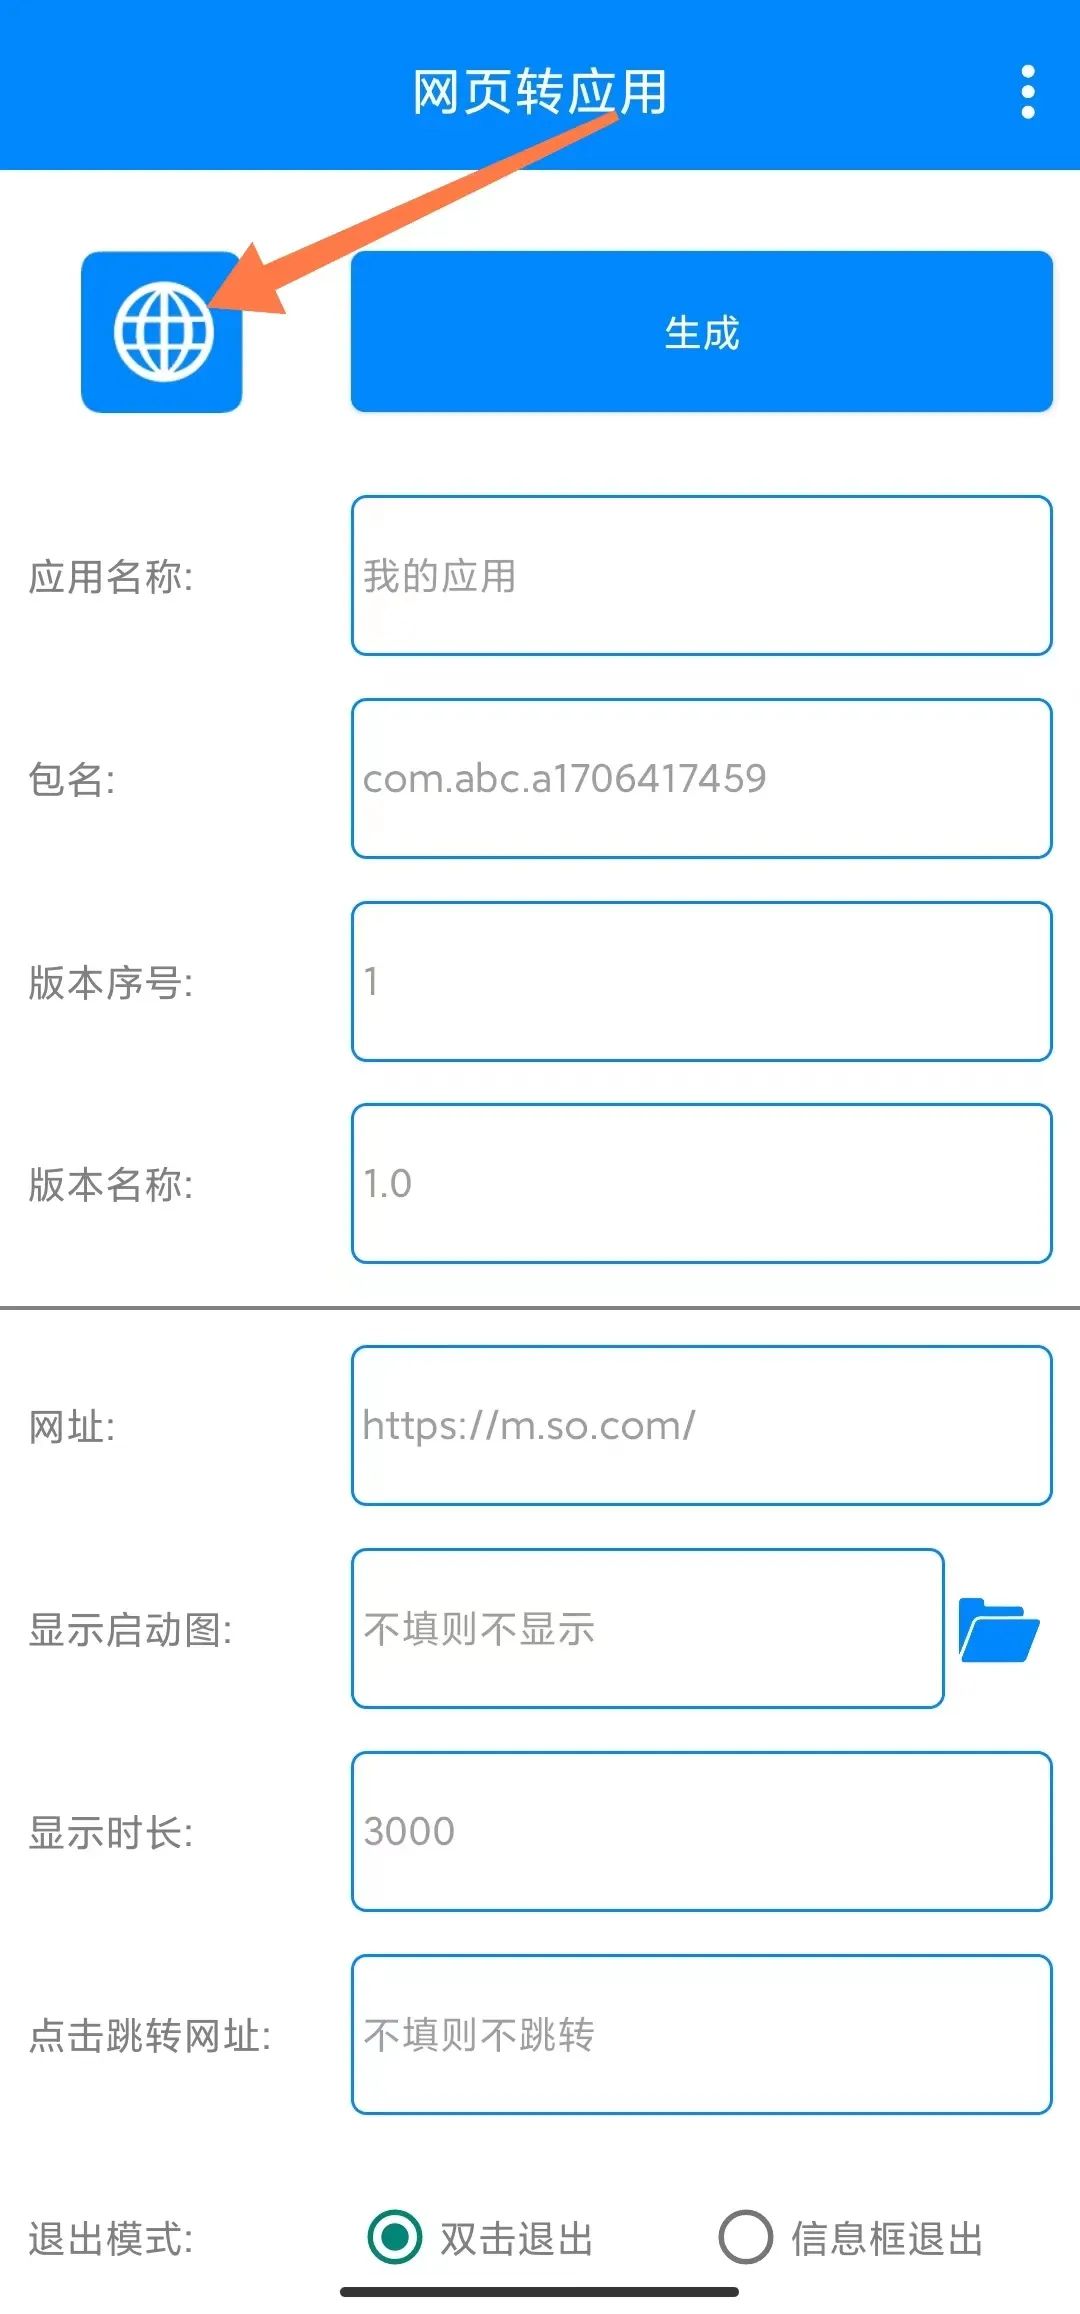 网页转应用
生成
应用名称:
我的应用
包名:
com.abc.a1706417459
版本序号:
1
版本名称:
1.0
网址:
https://m.so.com/
显示启动图:
不填则不显示
显示时长:
3000
点击跳转网址:
不填则不跳转
退出模式:
双击退出
信息框退出